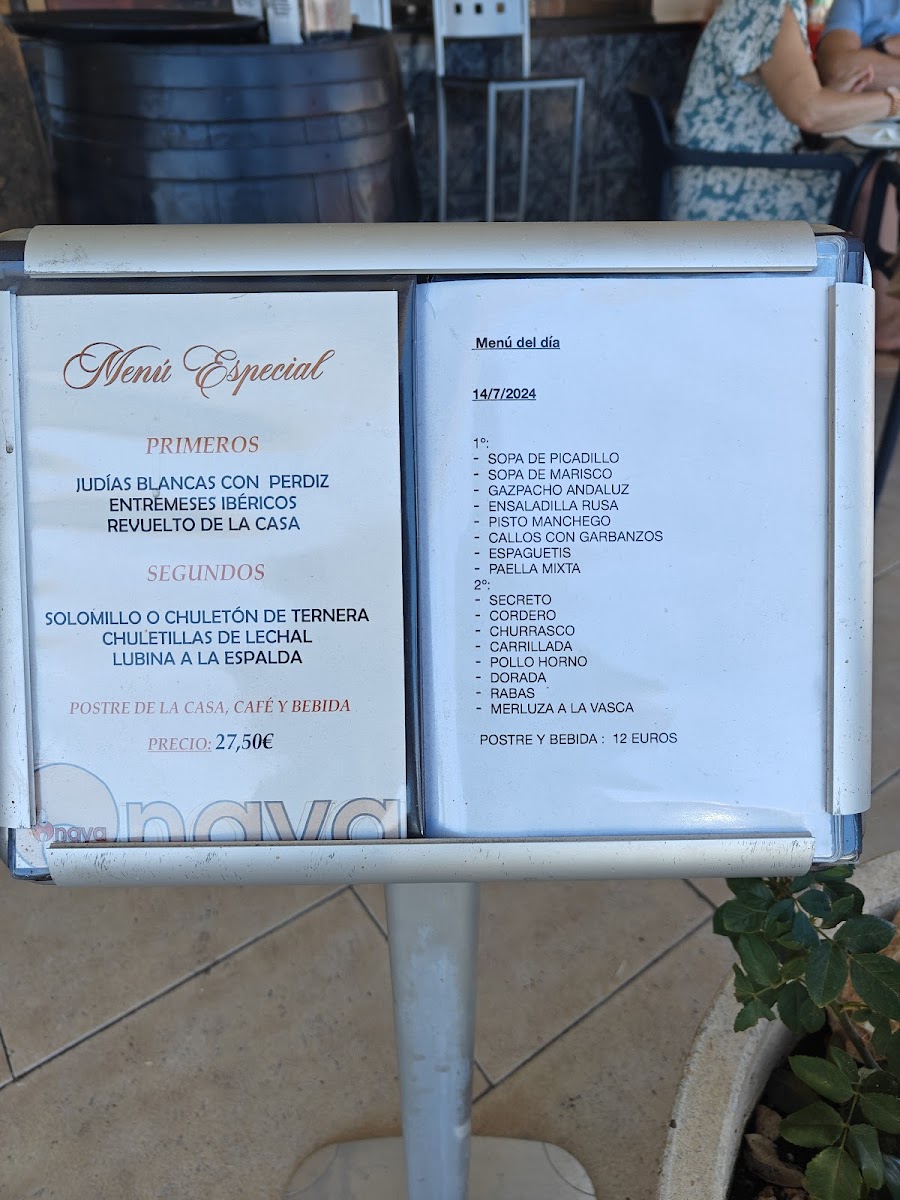 Menú Especial
PRIMEROS
JUDÍAS BLANCAS CON PERDIZ
ENTREMESES IBÉRICOS
REVUELTO DE LA CASA
SEGUNDOS
SOLOMILLO O CHULETÓN DE TERNERA
CHULETILLAS DE LECHAL
LUBINA A LA ESPALDA
POSTRE DE LA CASA, CAFÉ Y BEBIDA
PRECIO: 27,50€
nava
nava
Menú del día
14/7/2024
1º:
- SOPA DE PICADILLO
- SOPA DE MARISCO
- GAZPACHO ANDALUZ
- ENSALADILLA RUSA
- PISTO MANCHEGO
- CALLOS CON GARBANZOS
- ESPAGUETIS
- PAELLA MIXTA
2º:
- SECRETO
- CORDERO
- CHURRASCO
- CARRILLADA
- POLLO HORNO
- DORADA
- RABAS
- MERLUZA A LA VASCA
POSTRE Y BEBIDA : 12 EUROS